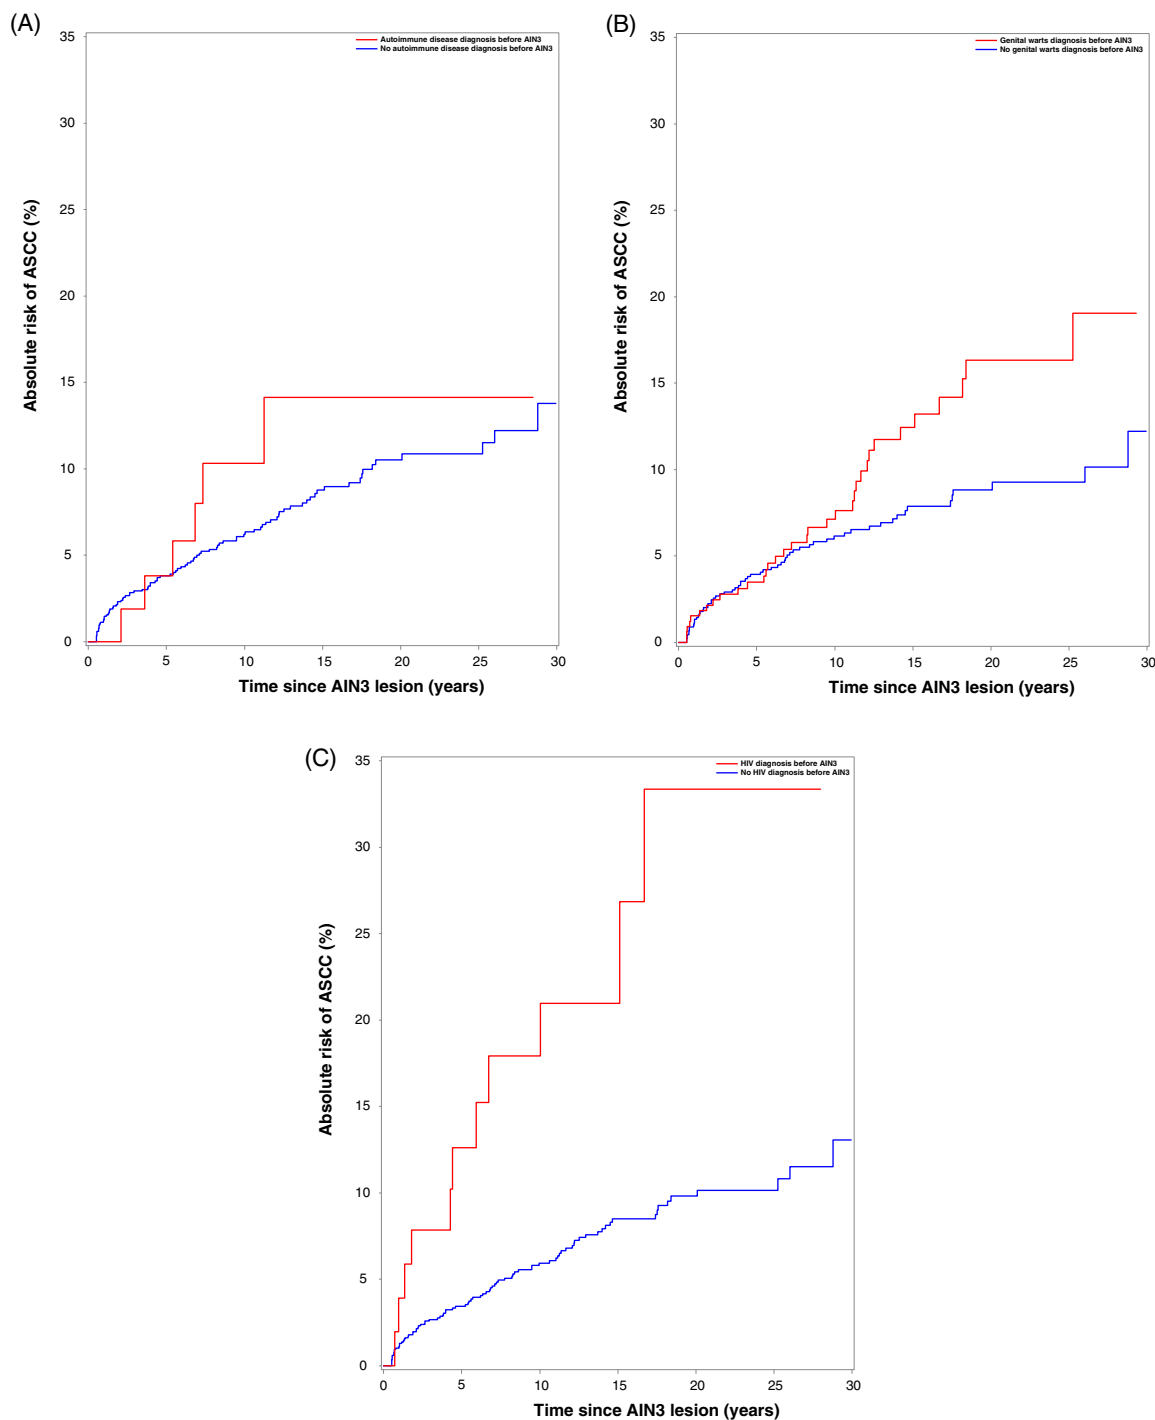 (A)
35
30
25
20
15
10
5
0
Absolute risk of ASCC (%)
Autoimmune disease diagnosis before AIN3
No autoimmune disease diagnosis before AIN3
0 5 10 15 20 25 30
Time since AIN3 lesion (years)
(B)
35
30
25
20
15
10
5
0
Absolute risk of ASCC (%)
Genital warts diagnosis before AIN3
No genital warts diagnosis before AIN3
0 5 10 15 20 25 30
Time since AIN3 lesion (years)
(C)
35
30
25
20
15
10
5
0
Absolute risk of ASCC (%)
HIV diagnosis before AIN3
No HIV diagnosis before AIN3
0 5 10 15 20 25 30
Time since AIN3 lesion (years)